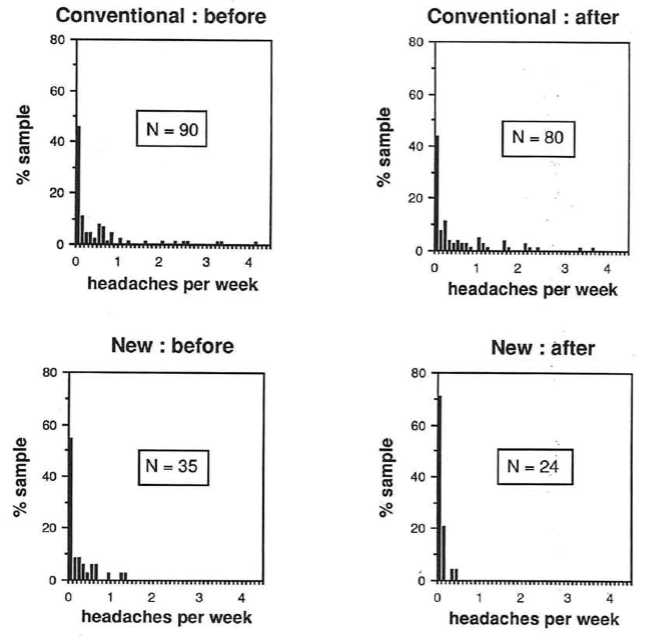 Conventional : before
80
60
40
20
0
% sample
N = 90
0 1 2 3 4
headaches per week
Conventional : after
80
60
40
20
0
% sample
N = 80
0 1 2 3 4
headaches per week
New : before
80
60
40
20
0
% sample
N = 35
0 1 2 3 4
headaches per week
New : after
80
60
40
20
0
% sample
N = 24
0 1 2 3 4
headaches per week